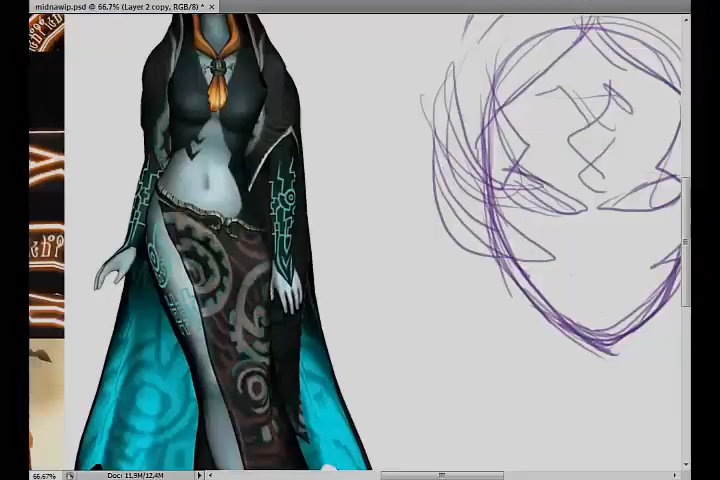 midnawip.psd @ 66,7% (Layer 2 copy, RGB/8) * ×
66,67%
Doc: 11,9M/12,4M